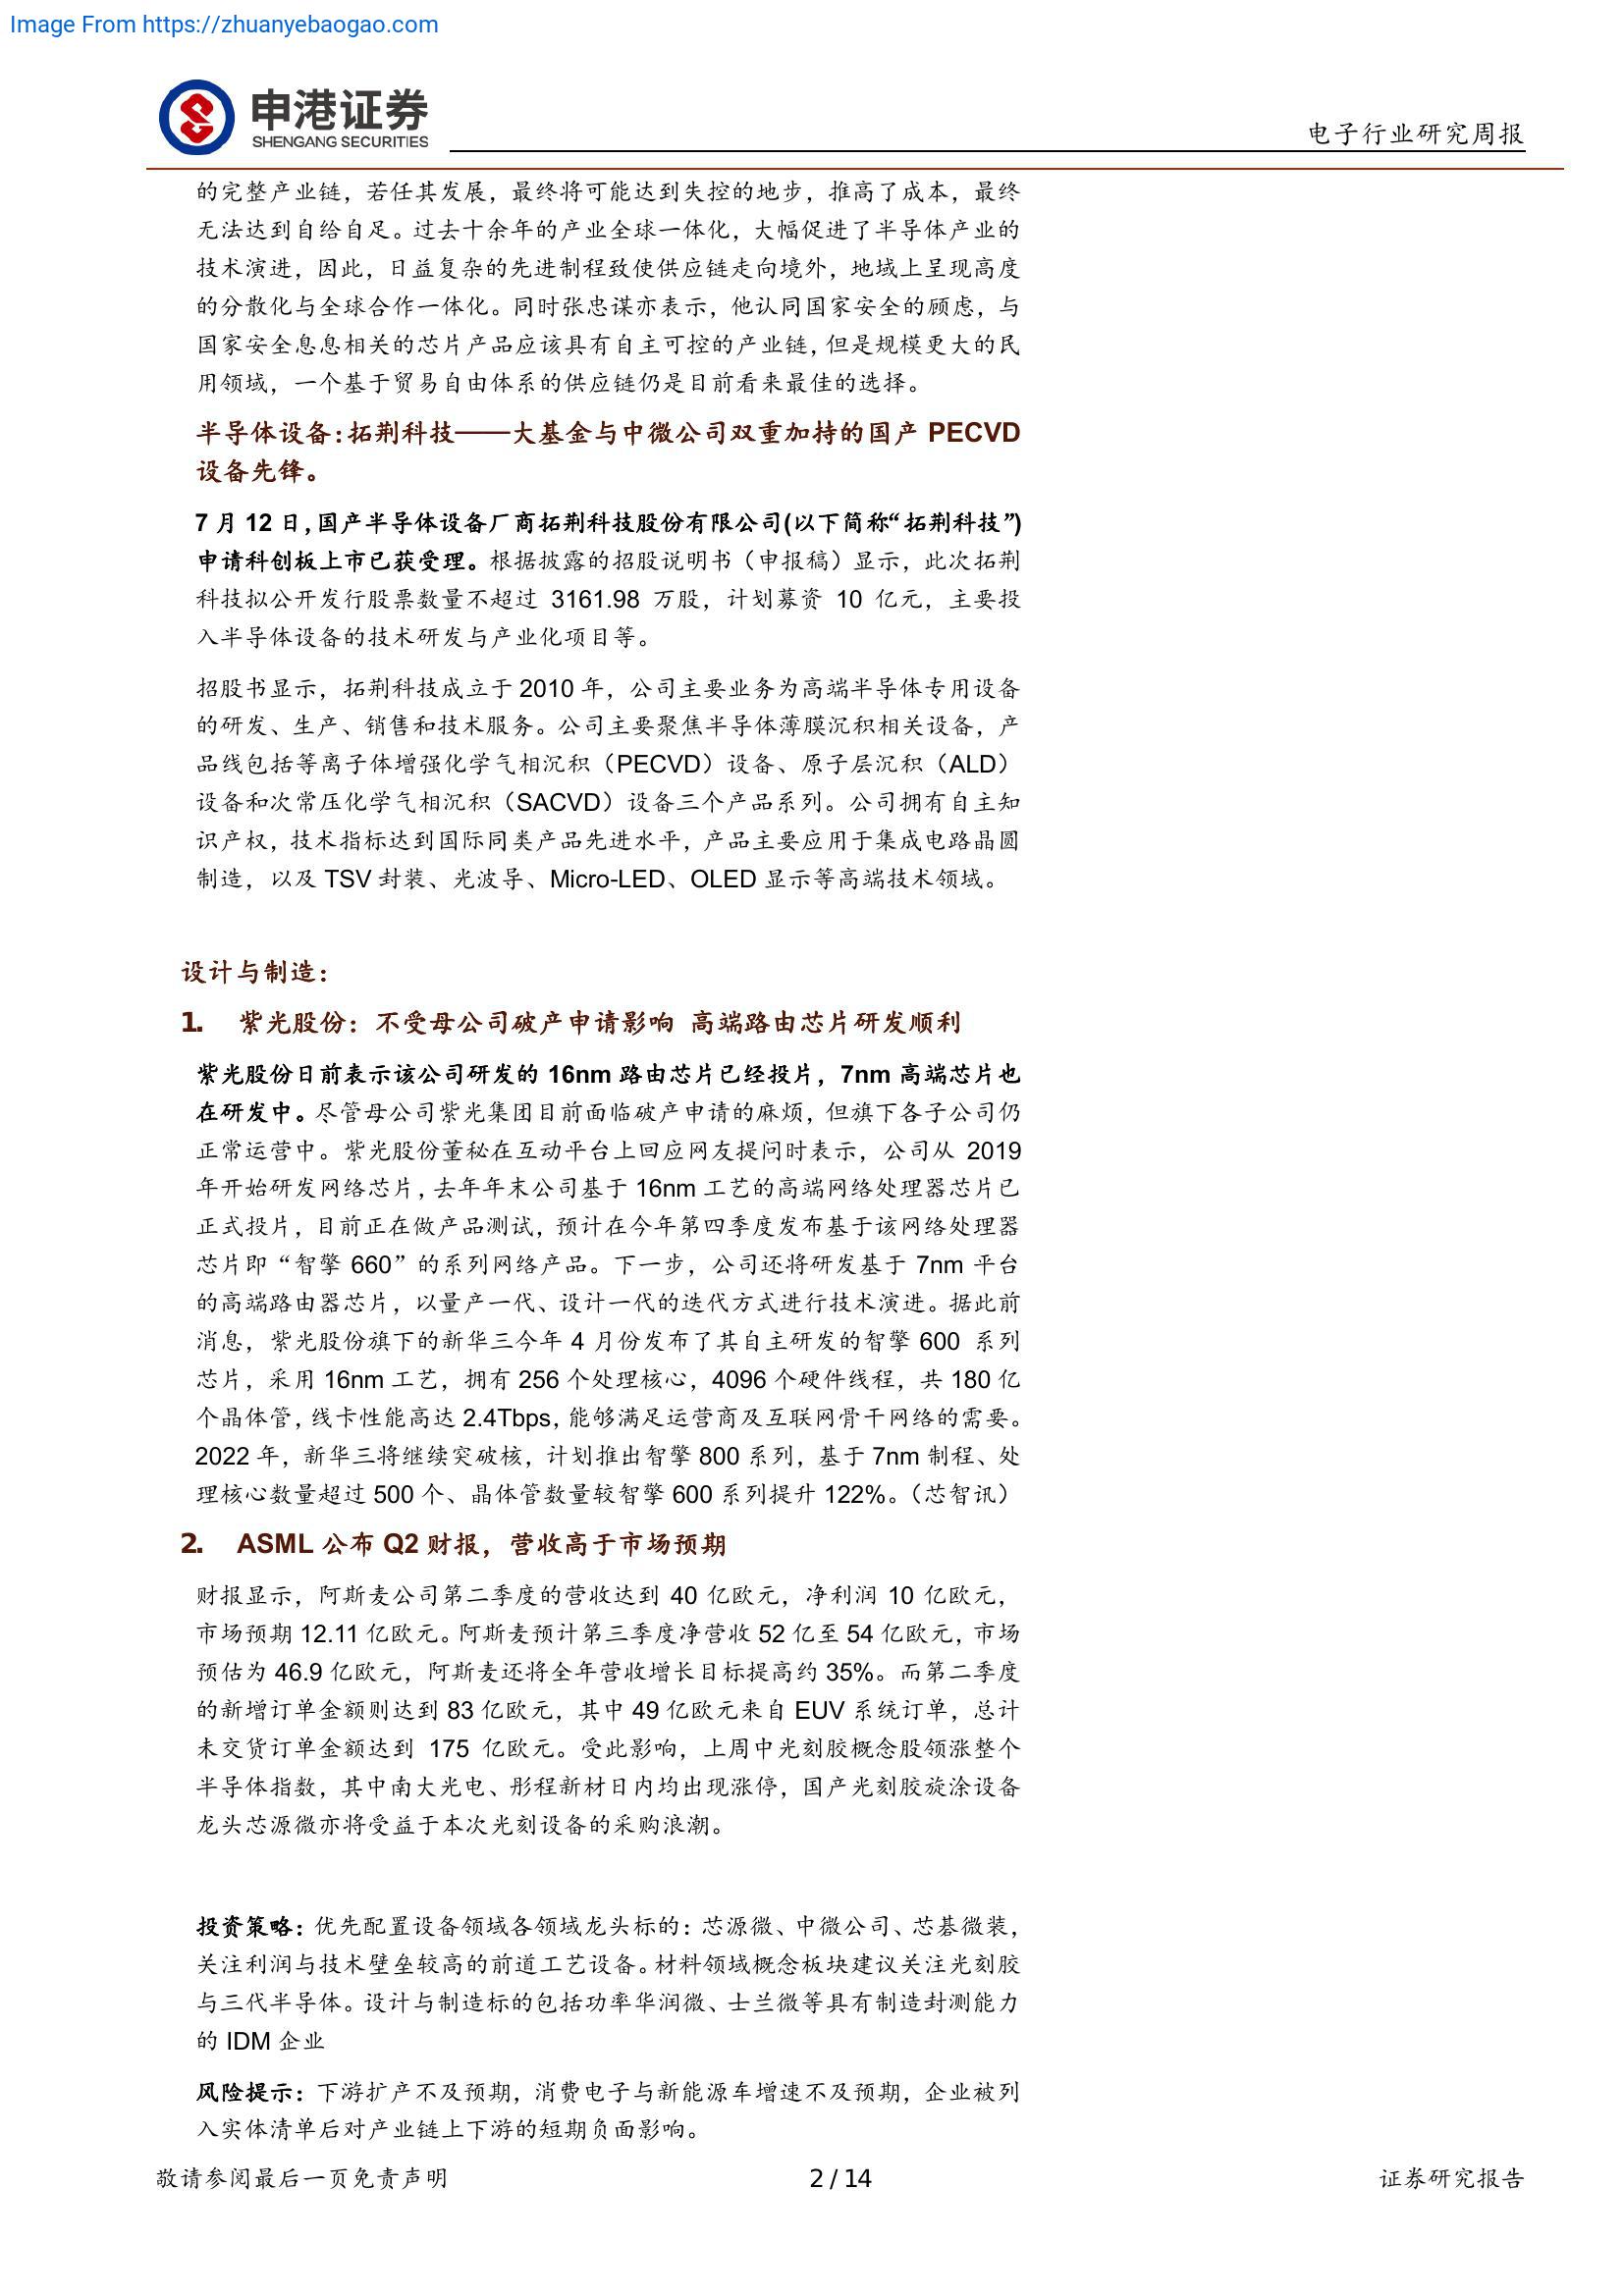 Image From https://zhuanyebaogao.com
申港证券
SHENGANG SECURITIES
电子行业研究周报
的完整产业链，若任其发展，最终将可能达到失控的地步，推高了成本，最终
无法达到自给自足。过去十余年的产业全球一体化，大幅促进了半导体产业的
技术演进，因此，日益复杂的先进制程致使供应链走向境外，地域上呈现高度
的分散化与全球合作一体化。同时张忠谋亦表示，他认同国家安全的顾虑，与
国家安全息息相关的芯片产品应该具有自主可控的产业链，但是规模更大的民
用领域，一个基于贸易自由体系的供应链仍是目前看来最佳的选择。
半导体设备：拓荆科技——大基金与中微公司双重加持的国产 PECVD
设备先锋。
7 月 12 日，国产半导体设备厂商拓荆科技股份有限公司(以下简称“拓荆科技”)
申请科创板上市已获受理。根据披露的招股说明书（申报稿）显示，此次拓荆
科技拟公开发行股票数量不超过 3161.98 万股，计划募资 10 亿元，主要投
入半导体设备的技术研发与产业化项目等。
招股书显示，拓荆科技成立于 2010 年，公司主要业务为高端半导体专用设备
的研发、生产、销售和技术服务。公司主要聚焦半导体薄膜沉积相关设备，产
品线包括等离子体增强化学气相沉积（PECVD）设备、原子层沉积（ALD）
设备和次常压化学气相沉积（SACVD）设备三个产品系列。公司拥有自主知
识产权，技术指标达到国际同类产品先进水平，产品主要应用于集成电路晶圆
制造，以及 TSV 封装、光波导、Micro-LED、OLED 显示等高端技术领域。
设计与制造：
1. 紫光股份：不受母公司破产申请影响 高端路由芯片研发顺利
紫光股份日前表示该公司研发的 16nm 路由芯片已经投片，7nm 高端芯片也
在研发中。尽管母公司紫光集团目前面临破产申请的麻烦，但旗下各子公司仍
正常运营中。紫光股份董秘在互动平台上回应网友提问时表示，公司从 2019
年开始研发网络芯片，去年年末公司基于 16nm 工艺的高端网络处理器芯片已
正式投片，目前正在做产品测试，预计在今年第四季度发布基于该网络处理器
芯片即“智擎 660”的系列网络产品。下一步，公司还将研发基于 7nm 平台
的高端路由器芯片，以量产一代、设计一代的迭代方式进行技术演进。据此前
消息，紫光股份旗下的新华三今年 4 月份发布了其自主研发的智擎 600 系列
芯片，采用 16nm 工艺，拥有 256 个处理核心，4096 个硬件线程，共 180 亿
个晶体管，线卡性能高达 2.4Tbps，能够满足运营商及互联网骨干网络的需要。
2022 年，新华三将继续突破核，计划推出智擎 800 系列，基于 7nm 制程、处
理核心数量超过 500 个、晶体管数量较智擎 600 系列提升 122%。（芯智讯）
2. ASML 公布 Q2 财报，营收高于市场预期
财报显示，阿斯麦公司第二季度的营收达到 40 亿欧元，净利润 10 亿欧元，
市场预期 12.11 亿欧元。阿斯麦预计第三季度净营收 52 亿至 54 亿欧元，市场
预估为 46.9 亿欧元，阿斯麦还将全年营收增长目标提高约 35%。而第二季度
的新增订单金额则达到 83 亿欧元，其中 49 亿欧元来自 EUV 系统订单，总计
未交货订单金额达到 175 亿欧元。受此影响，上周中光刻胶概念股领涨整个
半导体指数，其中南大光电、彤程新材日内均出现涨停，国产光刻胶旋涂设备
龙头芯源微亦将受益于本次光刻设备的采购浪潮。
投资策略：优先配置设备领域各领域龙头标的：芯源微、中微公司、芯碁微装，
关注利润与技术壁垒较高的前道工艺设备。材料领域概念板块建议关注光刻胶
与三代半导体。设计与制造标的包括功率华润微、士兰微等具有制造封测能力
的 IDM 企业
风险提示：下游扩产不及预期，消费电子与新能源车增速不及预期，企业被列
入实体清单后对产业链上下游的短期负面影响。
敬请参阅最后一页免责声明
2 / 14
证券研究报告